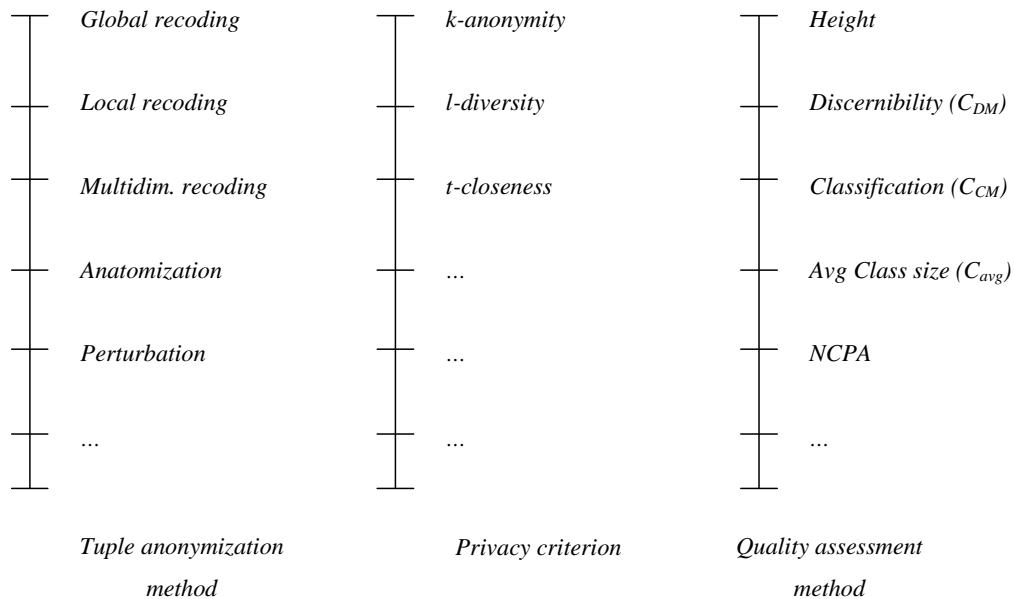 Global recoding
Local recoding
Multidim. recoding
Anatomization
Perturbation
...
Tuple anonymization
method
k-anonymity
l-diversity
t-closeness
...
...
...
Privacy criterion
Height
Discernibility (C_DM)
Classification (C_CM)
Avg Class size (C_avg)
NCPA
...
Quality assessment
method